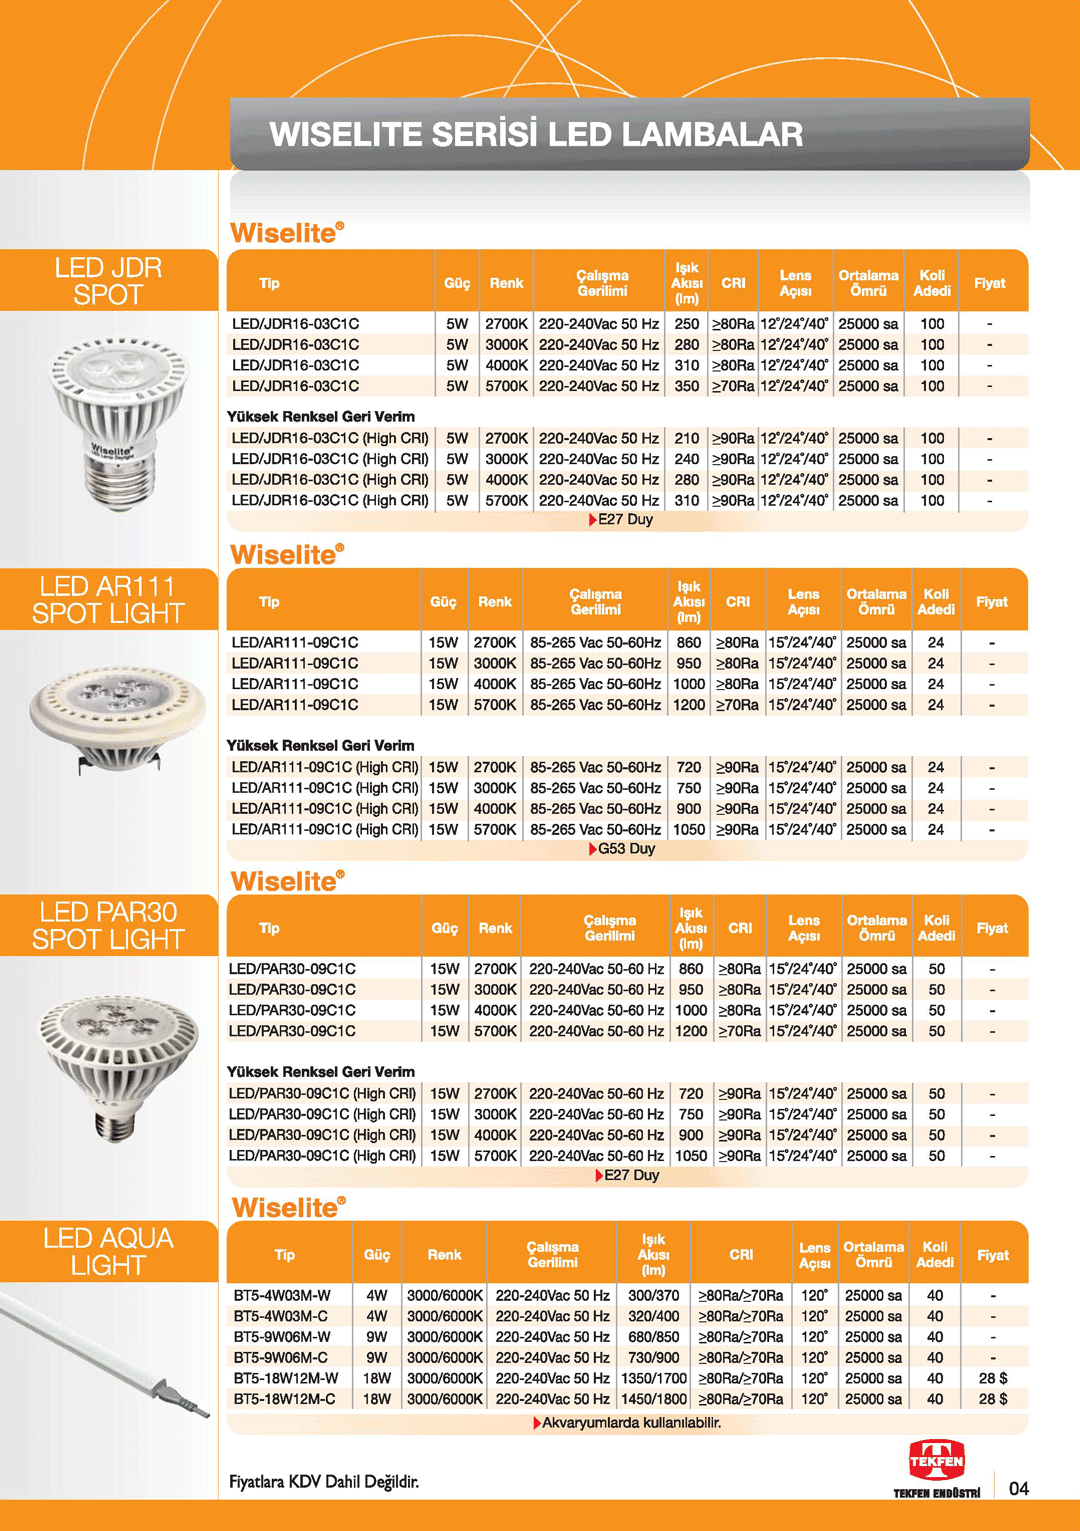 WISELITE SERİSİ LED LAMBALAR
LED JDR
SPOT
Wiselite®
Tip Güç Renk Çalışma Gerilimi Işık Akısı (lm) CRI Lens Açısı Ortalama Ömrü Koli Adedi Fiyat
LED/JDR16-03C1C 5W 2700K 220-240Vac 50 Hz 250 ≥80Ra 12°/24°/40° 25000 sa 100 -
LED/JDR16-03C1C 5W 3000K 220-240Vac 50 Hz 280 ≥80Ra 12°/24°/40° 25000 sa 100 -
LED/JDR16-03C1C 5W 4000K 220-240Vac 50 Hz 310 ≥80Ra 12°/24°/40° 25000 sa 100 -
LED/JDR16-03C1C 5W 5700K 220-240Vac 50 Hz 350 ≥70Ra 12°/24°/40° 25000 sa 100 -
Yüksek Renksel Geri Verim
LED/JDR16-03C1C (High CRI) 5W 2700K 220-240Vac 50 Hz 210 ≥90Ra 12°/24°/40° 25000 sa 100 -
LED/JDR16-03C1C (High CRI) 5W 3000K 220-240Vac 50 Hz 240 ≥90Ra 12°/24°/40° 25000 sa 100 -
LED/JDR16-03C1C (High CRI) 5W 4000K 220-240Vac 50 Hz 280 ≥90Ra 12°/24°/40° 25000 sa 100 -
LED/JDR16-03C1C (High CRI) 5W 5700K 220-240Vac 50 Hz 310 ≥90Ra 12°/24°/40° 25000 sa 100 -
E27 Duy
Wiselite®
LED Lamp Daylight
LED AR111
SPOT LIGHT
Wiselite®
Tip Güç Renk Çalışma Gerilimi Işık Akısı (lm) CRI Lens Açısı Ortalama Ömrü Koli Adedi Fiyat
LED/AR111-09C1C 15W 2700K 85-265 Vac 50-60Hz 860 ≥80Ra 15°/24°/40° 25000 sa 24 -
LED/AR111-09C1C 15W 3000K 85-265 Vac 50-60Hz 950 ≥80Ra 15°/24°/40° 25000 sa 24 -
LED/AR111-09C1C 15W 4000K 85-265 Vac 50-60Hz 1000 ≥80Ra 15°/24°/40° 25000 sa 24 -
LED/AR111-09C1C 15W 5700K 85-265 Vac 50-60Hz 1200 ≥70Ra 15°/24°/40° 25000 sa 24 -
Yüksek Renksel Geri Verim
LED/AR111-09C1C (High CRI) 15W 2700K 85-265 Vac 50-60Hz 720 ≥90Ra 15°/24°/40° 25000 sa 24 -
LED/AR111-09C1C (High CRI) 15W 3000K 85-265 Vac 50-60Hz 750 ≥90Ra 15°/24°/40° 25000 sa 24 -
LED/AR111-09C1C (High CRI) 15W 4000K 85-265 Vac 50-60Hz 900 ≥90Ra 15°/24°/40° 25000 sa 24 -
LED/AR111-09C1C (High CRI) 15W 5700K 85-265 Vac 50-60Hz 1050 ≥90Ra 15°/24°/40° 25000 sa 24 -
G53 Duy
LED PAR30
SPOT LIGHT
Wiselite®
Tip Güç Renk Çalışma Gerilimi Işık Akısı (lm) CRI Lens Açısı Ortalama Ömrü Koli Adedi Fiyat
LED/PAR30-09C1C 15W 2700K 220-240Vac 50-60 Hz 860 ≥80Ra 15°/24°/40° 25000 sa 50 -
LED/PAR30-09C1C 15W 3000K 220-240Vac 50-60 Hz 950 ≥80Ra 15°/24°/40° 25000 sa 50 -
LED/PAR30-09C1C 15W 4000K 220-240Vac 50-60 Hz 1000 ≥80Ra 15°/24°/40° 25000 sa 50 -
LED/PAR30-09C1C 15W 5700K 220-240Vac 50-60 Hz 1200 ≥70Ra 15°/24°/40° 25000 sa 50 -
Yüksek Renksel Geri Verim
LED/PAR30-09C1C (High CRI) 15W 2700K 220-240Vac 50-60 Hz 720 ≥90Ra 15°/24°/40° 25000 sa 50 -
LED/PAR30-09C1C (High CRI) 15W 3000K 220-240Vac 50-60 Hz 750 ≥90Ra 15°/24°/40° 25000 sa 50 -
LED/PAR30-09C1C (High CRI) 15W 4000K 220-240Vac 50-60 Hz 900 ≥90Ra 15°/24°/40° 25000 sa 50 -
LED/PAR30-09C1C (High CRI) 15W 5700K 220-240Vac 50-60 Hz 1050 ≥90Ra 15°/24°/40° 25000 sa 50 -
E27 Duy
LED AQUA
LIGHT
Wiselite®
Tip Güç Renk Çalışma Gerilimi Işık Akısı (lm) CRI Lens Açısı Ortalama Ömrü Koli Adedi Fiyat
BT5-4W03M-W 4W 3000/6000K 220-240Vac 50 Hz 300/370 ≥80Ra/≥70Ra 120° 25000 sa 40 -
BT5-4W03M-C 4W 3000/6000K 220-240Vac 50 Hz 320/400 ≥80Ra/≥70Ra 120° 25000 sa 40 -
BT5-9W06M-W 9W 3000/6000K 220-240Vac 50 Hz 680/850 ≥80Ra/≥70Ra 120° 25000 sa 40 -
BT5-9W06M-C 9W 3000/6000K 220-240Vac 50 Hz 730/900 ≥80Ra/≥70Ra 120° 25000 sa 40 -
BT5-18W12M-W 18W 3000/6000K 220-240Vac 50 Hz 1350/1700 ≥80Ra/≥70Ra 120° 25000 sa 40 28 $
BT5-18W12M-C 18W 3000/6000K 220-240Vac 50 Hz 1450/1800 ≥80Ra/≥70Ra 120° 25000 sa 40 28 $
Akvaryumlarda kullanılabilir.
Fiyatlara KDV Dahil Değildir.
TEKFEN
TEKFEN ENDÜSTRİ
04